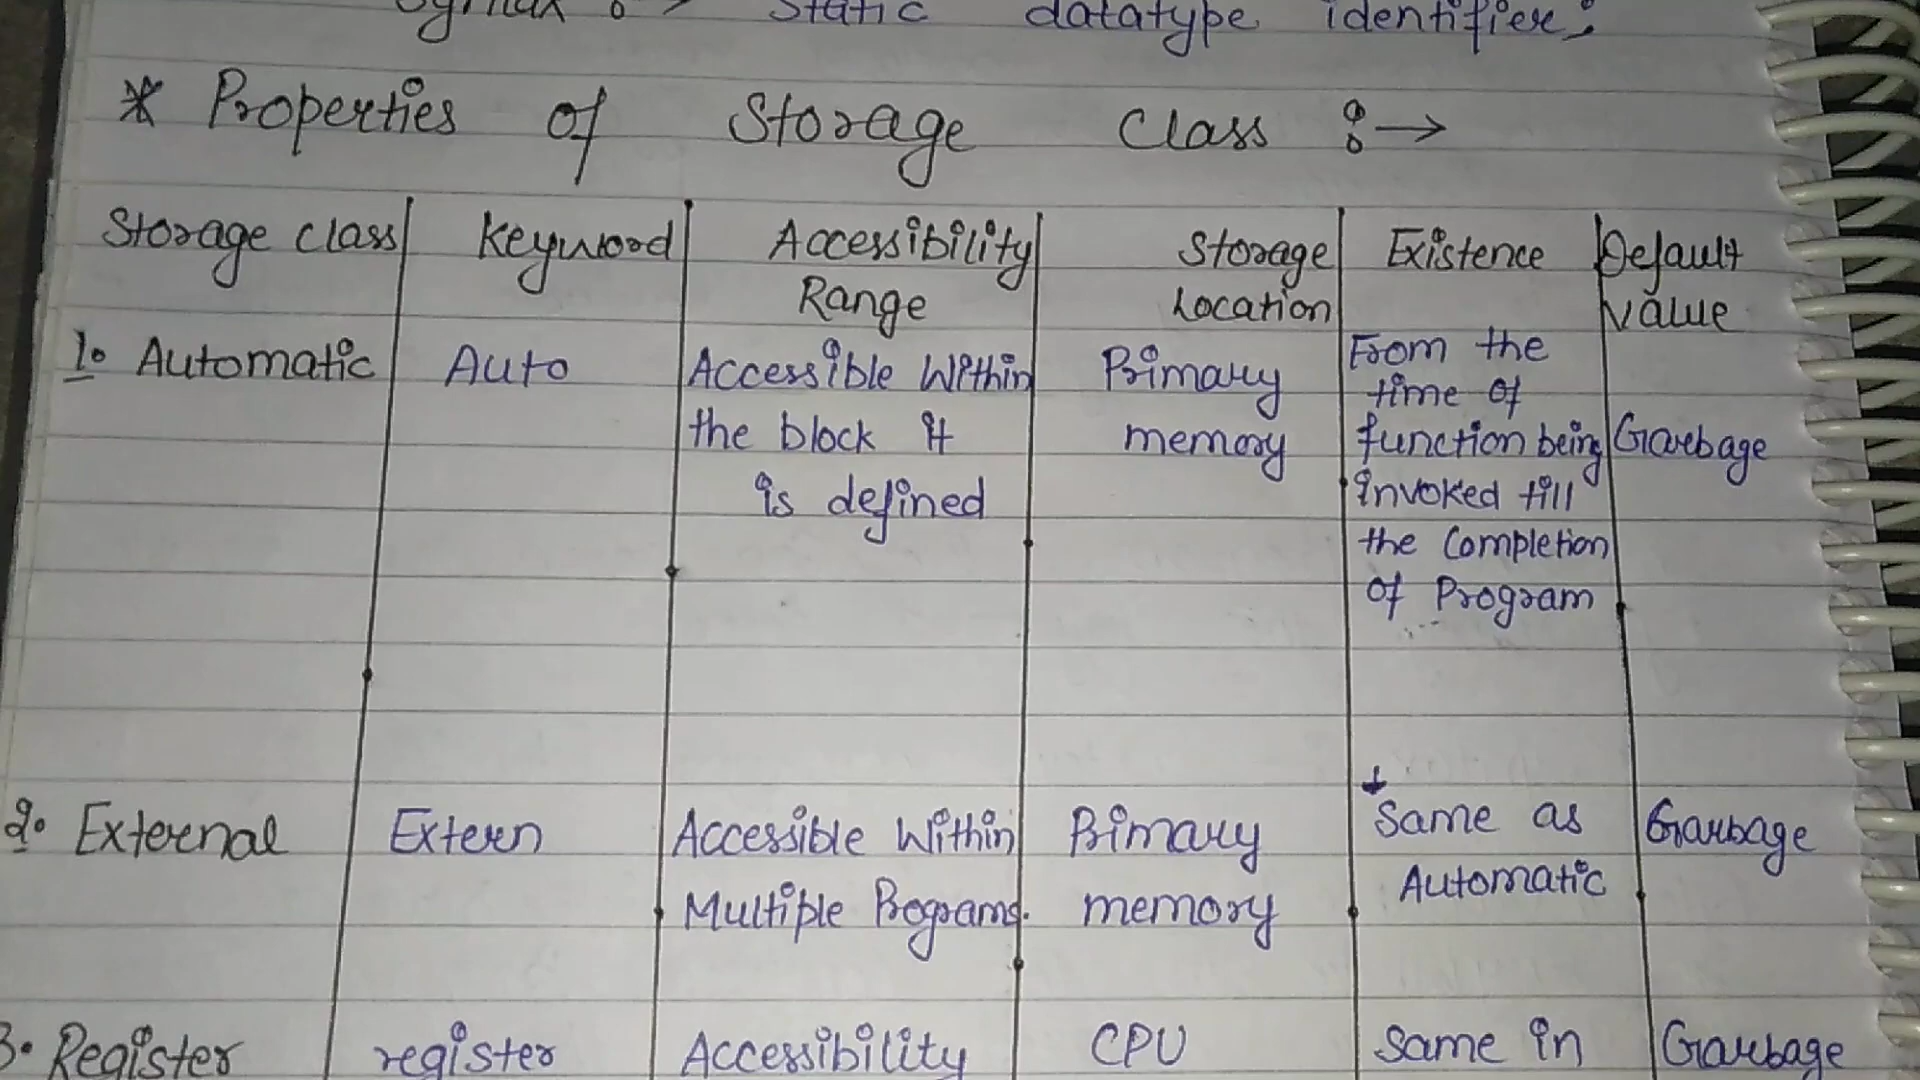 Syntax :-> static datatype identifier;
* Properties of Storage Class :->
Storage class Keyword Accessibility Storage Existence Default
Range Location Value
1. Automatic Auto Accessible Within Primary From the
time of
the block it memory function being Garbage
is defined invoked till
the Completion
of Program
2. External Extern Accessible Within Primary Same as Garbage
Multiple Programs. memory Automatic
3. Register register Accessibility CPU Same in Garbage